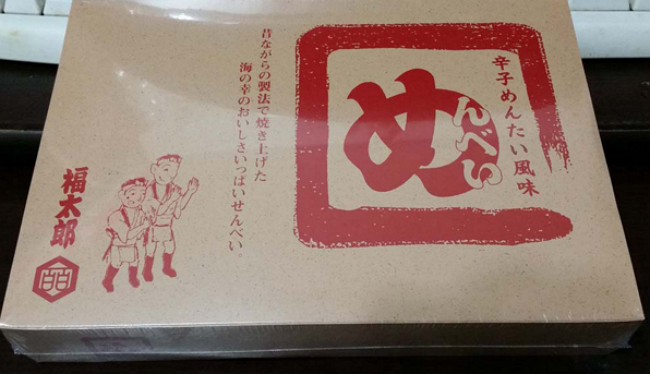 辛子めんたい風味
めんべい
昔ながらの製法で焼き上げた
海の幸のおいしさいっぱいせんべい。
福太郎